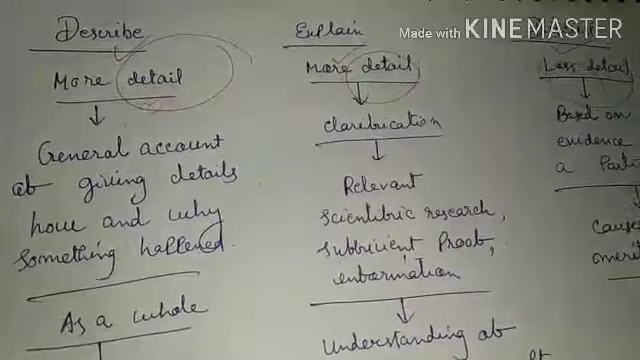 Made with KINEMASTER
Describe
More detail
General account
of giving details
how and why
something happened.
As a whole
Explain
More detail
clarification
Relevant
scientific research,
sufficient Proof,
information
Understanding of
Less detail
Based on
evidence
a Parti
Cause